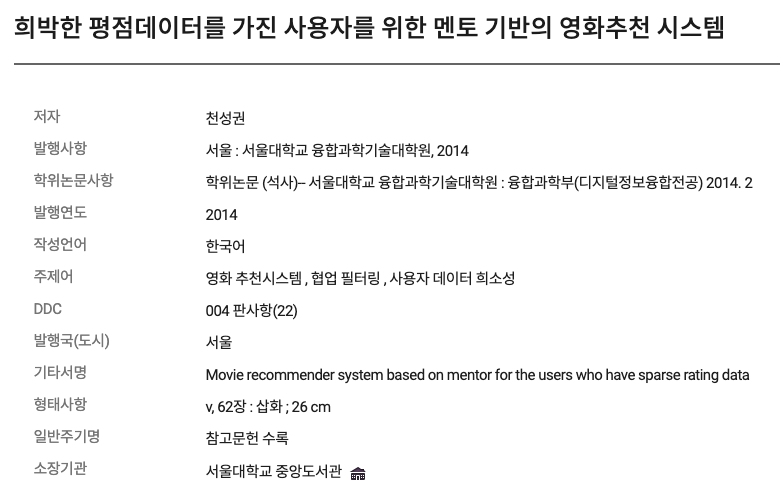 희박한 평점데이터를 가진 사용자를 위한 멘토 기반의 영화추천 시스템
저자 천성권
발행사항 서울 : 서울대학교 융합과학기술대학원, 2014
학위논문사항 학위논문 (석사)-- 서울대학교 융합과학기술대학원 : 융합과학부(디지털정보융합전공) 2014. 2
발행연도 2014
작성언어 한국어
주제어 영화 추천시스템 , 협업 필터링 , 사용자 데이터 희소성
DDC 004 판사항(22)
발행국(도시) 서울
기타서명 Movie recommender system based on mentor for the users who have sparse rating data
형태사항 v, 62장 : 삽화 ; 26 cm
일반주기명 참고문헌 수록
소장기관 서울대학교 중앙도서관